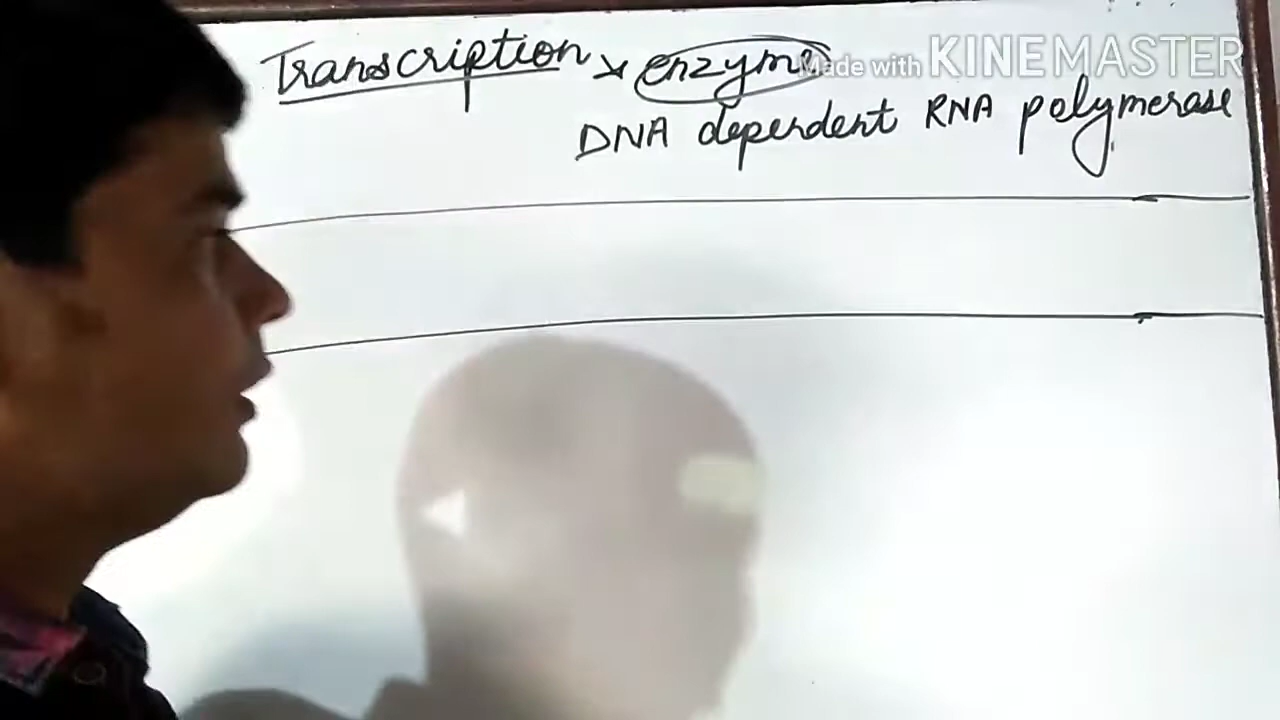 Transcription → enzyme
Made with KINEMASTER
DNA dependent RNA polymerase